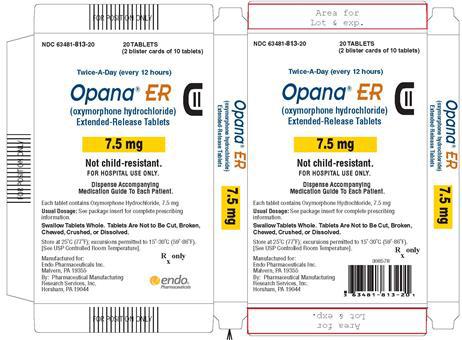 FOR POSITION ONLY
NDC 63481-813-20
20 TABLETS
(2 blister cards of 10 tablets)
Twice-A-Day (every 12 hours)
Opana® ER
CII
(oxymorphone hydrochloride)
Extended-Release Tablets
7.5 mg
Not child-resistant.
FOR HOSPITAL USE ONLY.
Dispense Accompanying
Medication Guide To Each Patient.
Each tablet contains Oxymorphone Hydrochloride, 7.5 mg
Usual Dosage: See package insert for complete prescribing
information.
Swallow Tablets Whole. Tablets Are Not to Be Cut, Broken,
Chewed, Crushed, or Dissolved.
Store at 25°C (77°F); excursions permitted to 15°-30°C (59°-86°F).
[See USP Controlled Room Temperature].
Rx only
Manufactured for:
Endo Pharmaceuticals Inc.
Malvern, PA 19355
By: Pharmaceutical Manufacturing
Research Services, Inc.
Horsham, PA 19044
endo
Pharmaceuticals
FOR POSITION ONLY
Opana® ER
(oxymorphone hydrochloride)
Extended-Release Tablets
7.5 mg
Area for
Lot & exp.
NDC 63481-813-20
20 TABLETS
(2 blister cards of 10 tablets)
Twice-A-Day (every 12 hours)
Opana® ER
CII
(oxymorphone hydrochloride)
Extended-Release Tablets
7.5 mg
Not child-resistant.
FOR HOSPITAL USE ONLY.
Dispense Accompanying
Medication Guide To Each Patient.
Each tablet contains Oxymorphone Hydrochloride, 7.5 mg
Usual Dosage: See package insert for complete prescribing
information.
Swallow Tablets Whole. Tablets Are Not to Be Cut, Broken,
Chewed, Crushed, or Dissolved.
Store at 25°C (77°F); excursions permitted to 15°-30°C (59°-86°F).
[See USP Controlled Room Temperature].
Rx only
Manufactured for:
Endo Pharmaceuticals Inc.
Malvern, PA 19355
By: Pharmaceutical Manufacturing
Research Services, Inc.
Horsham, PA 19044
3 63481-813-20 1
Area for
Lot & exp.
Opana® ER
(oxymorphone hydrochloride)
Extended-Release Tablets
7.5 mg